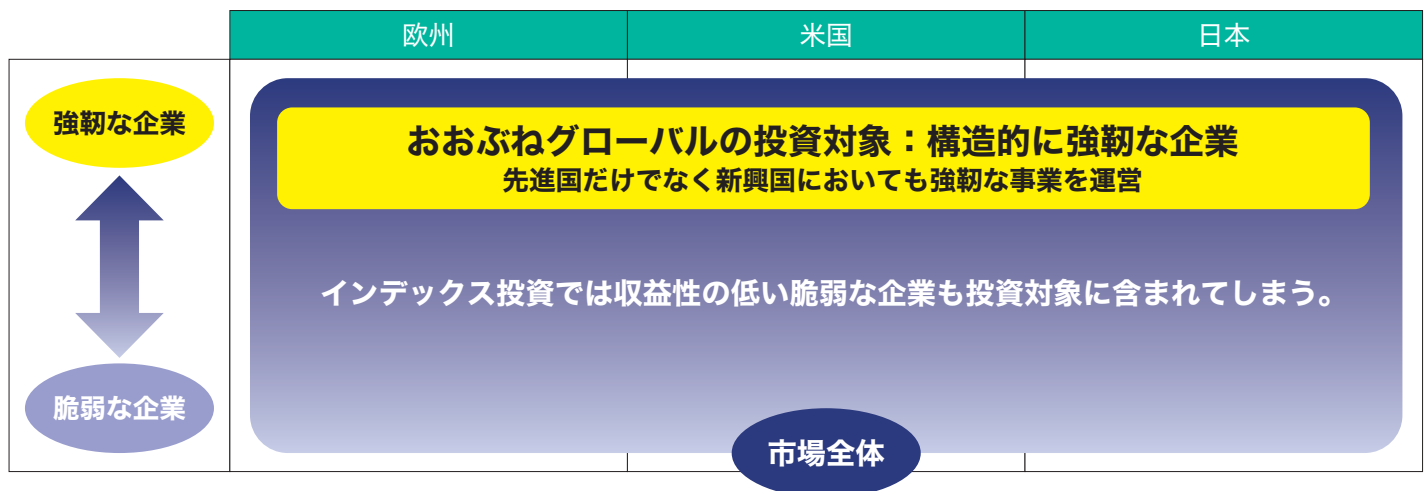 欧州
米国
日本
強靭な企業
おおぶねグローバルの投資対象：構造的に強靭な企業
先進国だけでなく新興国においても強靭な事業を運営
インデックス投資では収益性の低い脆弱な企業も投資対象に含まれてしまう。
脆弱な企業
市場全体